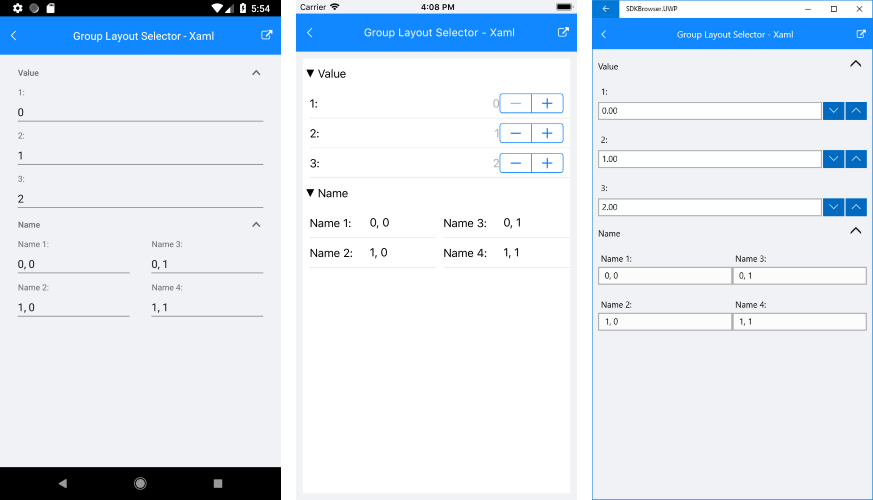 5:54
Group Layout Selector - Xaml
Value
1:
0
2:
1
3:
2
Name
Name 1: Name 3:
0, 0 0, 1
Name 2: Name 4:
1, 0 1, 1
Carrier 4:08 PM
Group Layout Selector - Xaml
Value
1: 0 − +
2: 1 − +
3: 2 − +
Name
Name 1: 0, 0 Name 3: 0, 1
Name 2: 1, 0 Name 4: 1, 1
SDKBrowser.UWP
Group Layout Selector - Xaml
Value
1:
0.00
2:
1.00
3:
2.00
Name
Name 1: Name 3:
0, 0 0, 1
Name 2: Name 4:
1, 0 1, 1